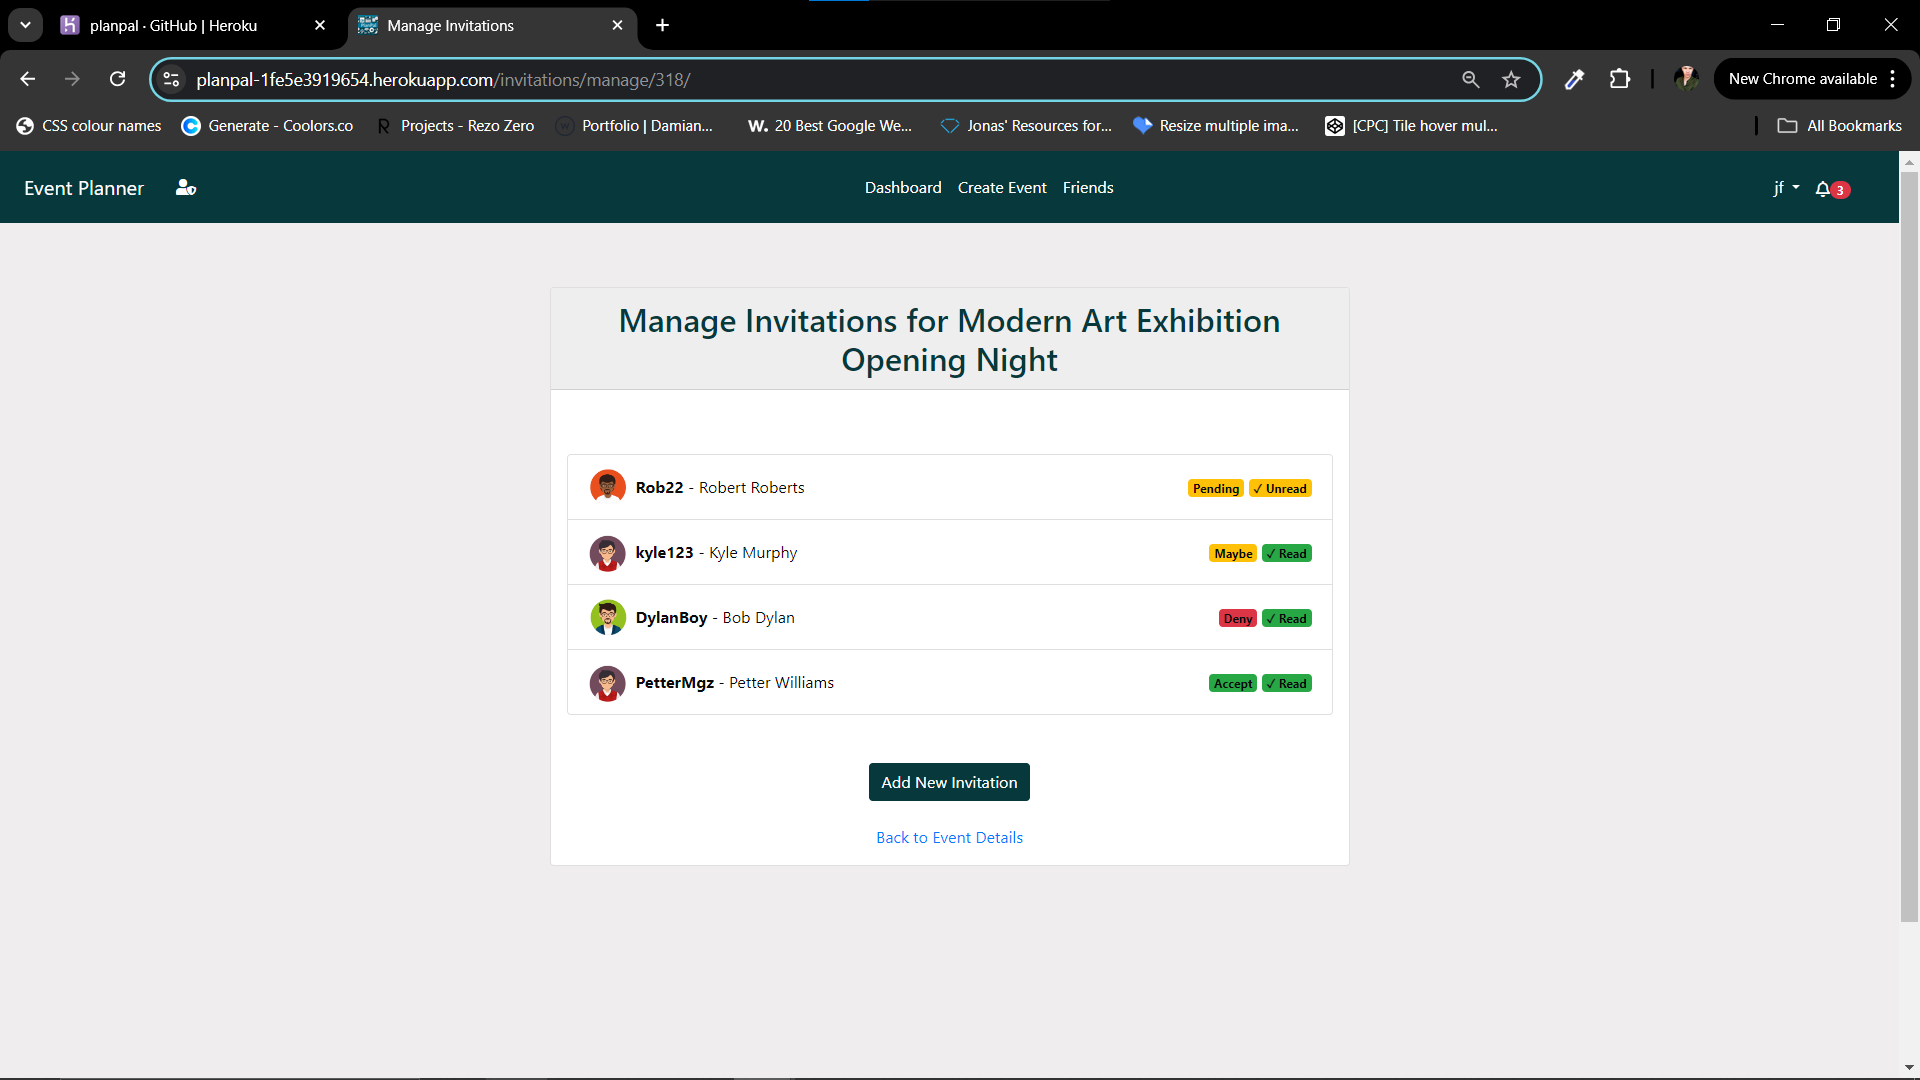 planpal · GitHub | Heroku
Manage Invitations
planpal-1fe5e3919654.herokuapp.com/invitations/manage/318/
New Chrome available
CSS colour names
Generate - Coolors.co
Projects - Rezo Zero
Portfolio | Damian...
W. 20 Best Google We...
Jonas' Resources for...
Resize multiple ima...
[CPC] Tile hover mul...
All Bookmarks
Event Planner
Dashboard
Create Event
Friends
jf
3
Manage Invitations for Modern Art Exhibition
Opening Night
Rob22 - Robert Roberts
Pending ✓ Unread
kyle123 - Kyle Murphy
Maybe ✓ Read
DylanBoy - Bob Dylan
Deny ✓ Read
PetterMgz - Petter Williams
Accept ✓ Read
Add New Invitation
Back to Event Details